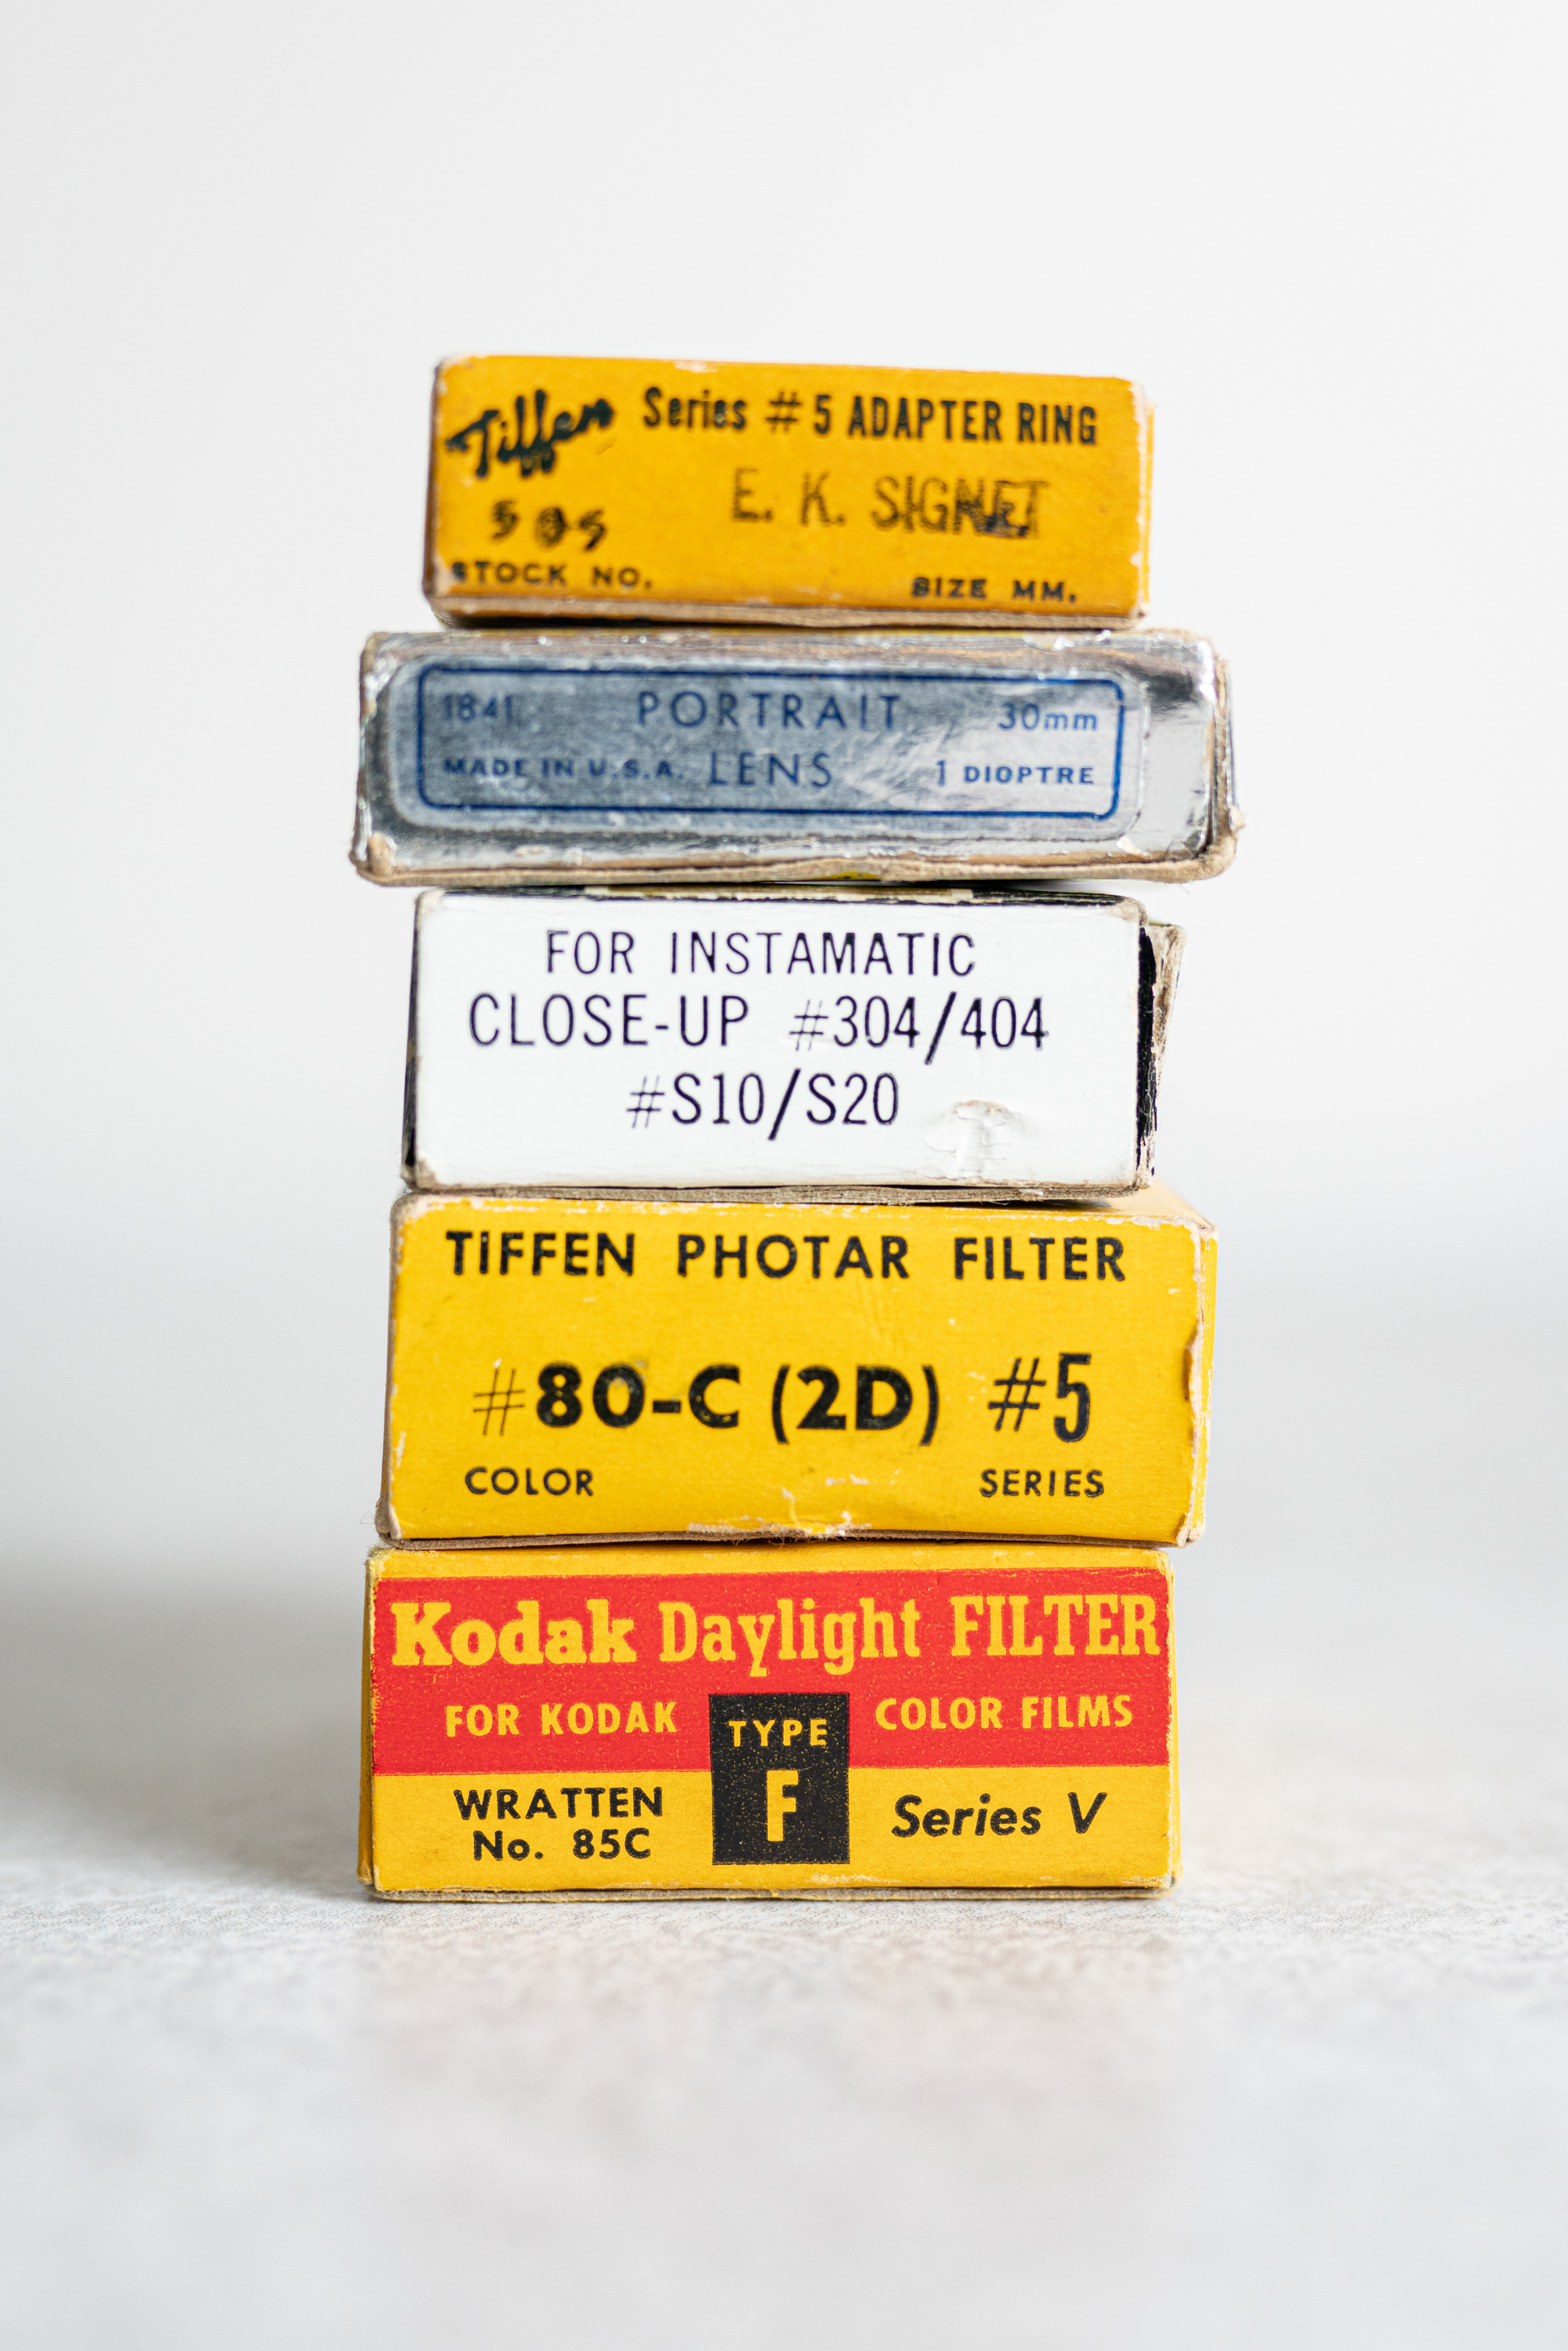 Tiffen Series # 5 ADAPTER RING
505 E. K. SIGNET
STOCK NO. SIZE MM.
1841 PORTRAIT 30mm
MADE IN U.S.A. LENS 1 DIOPTRE
FOR INSTAMATIC
CLOSE-UP #304/404
#S10/S20
TIFFEN PHOTAR FILTER
#80-C (2D) #5
COLOR SERIES
Kodak Daylight FILTER
FOR KODAK TYPE COLOR FILMS
WRATTEN F Series V
No. 85C